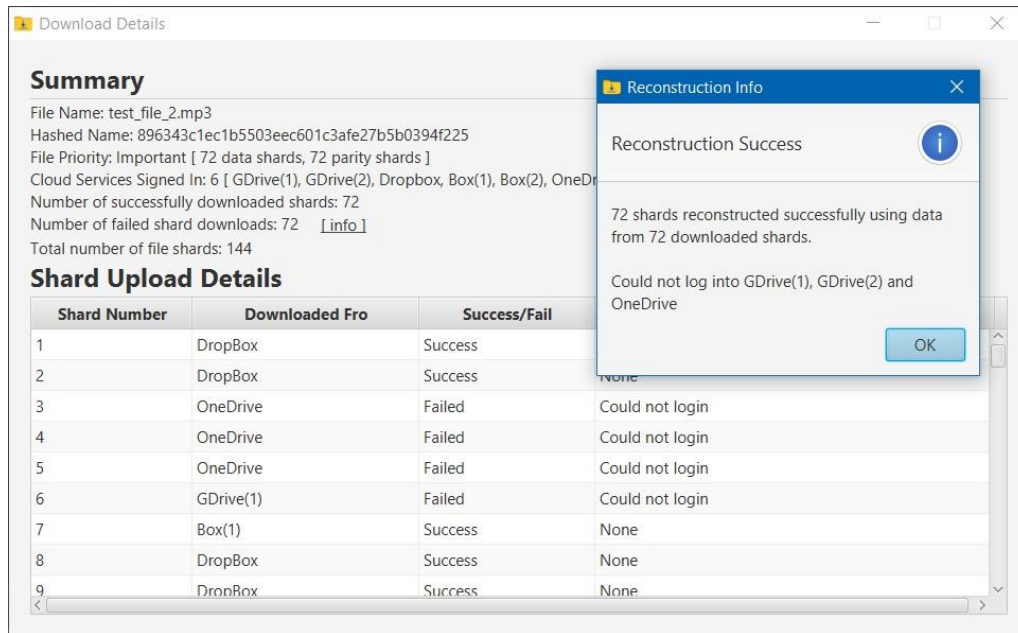 Download Details
Summary
File Name: test_file_2.mp3
Hashed Name: 896343c1ec1b5503eec601c3afe27b5b0394f225
File Priority: Important [ 72 data shards, 72 parity shards ]
Cloud Services Signed In: 6 [ GDrive(1), GDrive(2), Dropbox, Box(1), Box(2), OneDr
Number of successfully downloaded shards: 72
Number of failed shard downloads: 72 [ info ]
Total number of file shards: 144
Reconstruction Info
Reconstruction Success
72 shards reconstructed successfully using data
from 72 downloaded shards.
Could not log into GDrive(1), GDrive(2) and
OneDrive
OK
Shard Upload Details
Shard Number Downloaded Fro Success/Fail
1 DropBox Success
2 DropBox Success None
3 OneDrive Failed Could not login
4 OneDrive Failed Could not login
5 OneDrive Failed Could not login
6 GDrive(1) Failed Could not login
7 Box(1) Success None
8 DropBox Success None
9 DropBox Success None